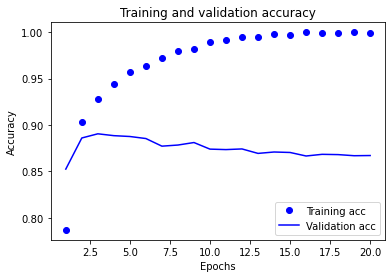 Training and validation accuracy
Accuracy
1.00
0.95
0.90
0.85
0.80
Training acc
Validation acc
2.5 5.0 7.5 10.0 12.5 15.0 17.5 20.0
Epochs